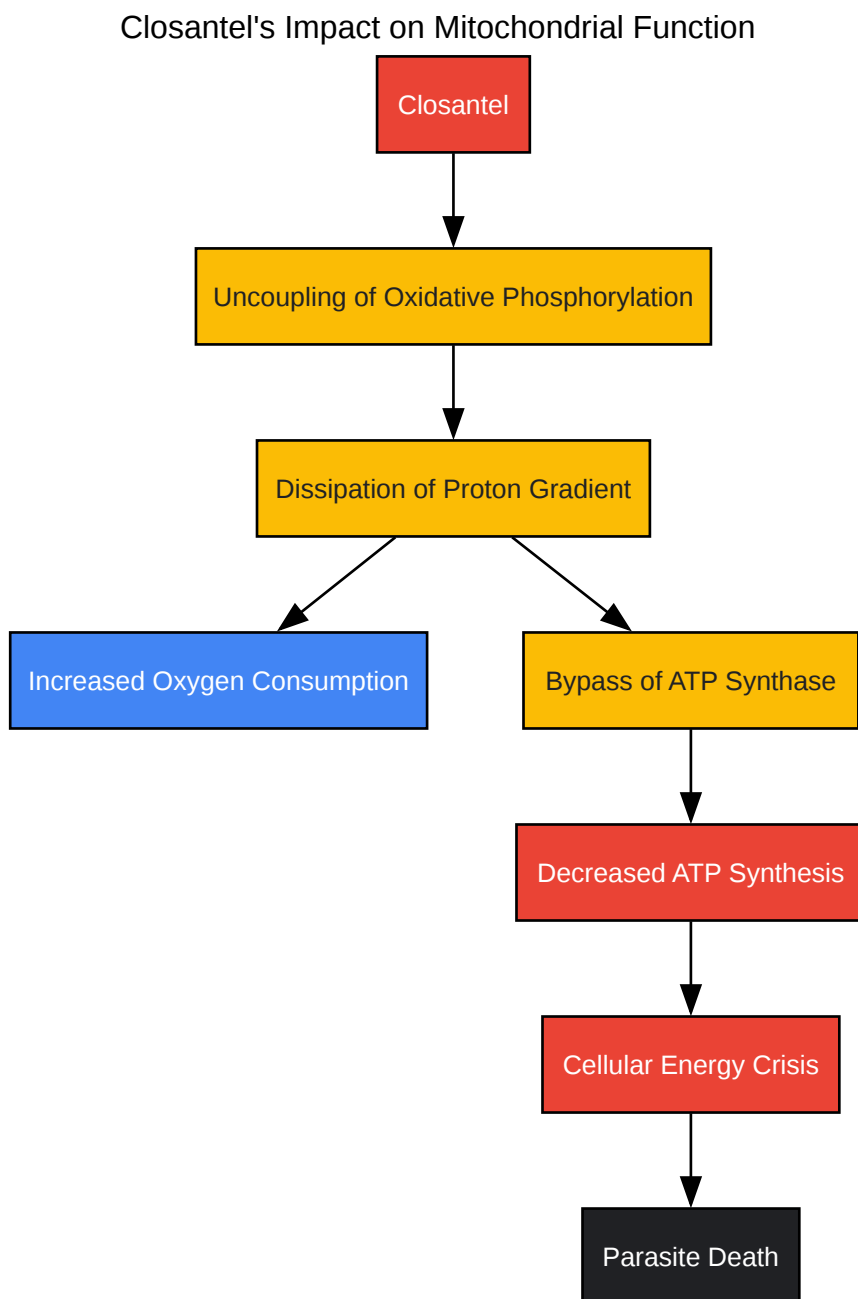 Closantel's Impact on Mitochondrial Function
Closantel
Uncoupling of Oxidative Phosphorylation
Dissipation of Proton Gradient
Increased Oxygen Consumption
Bypass of ATP Synthase
Decreased ATP Synthesis
Cellular Energy Crisis
Parasite Death